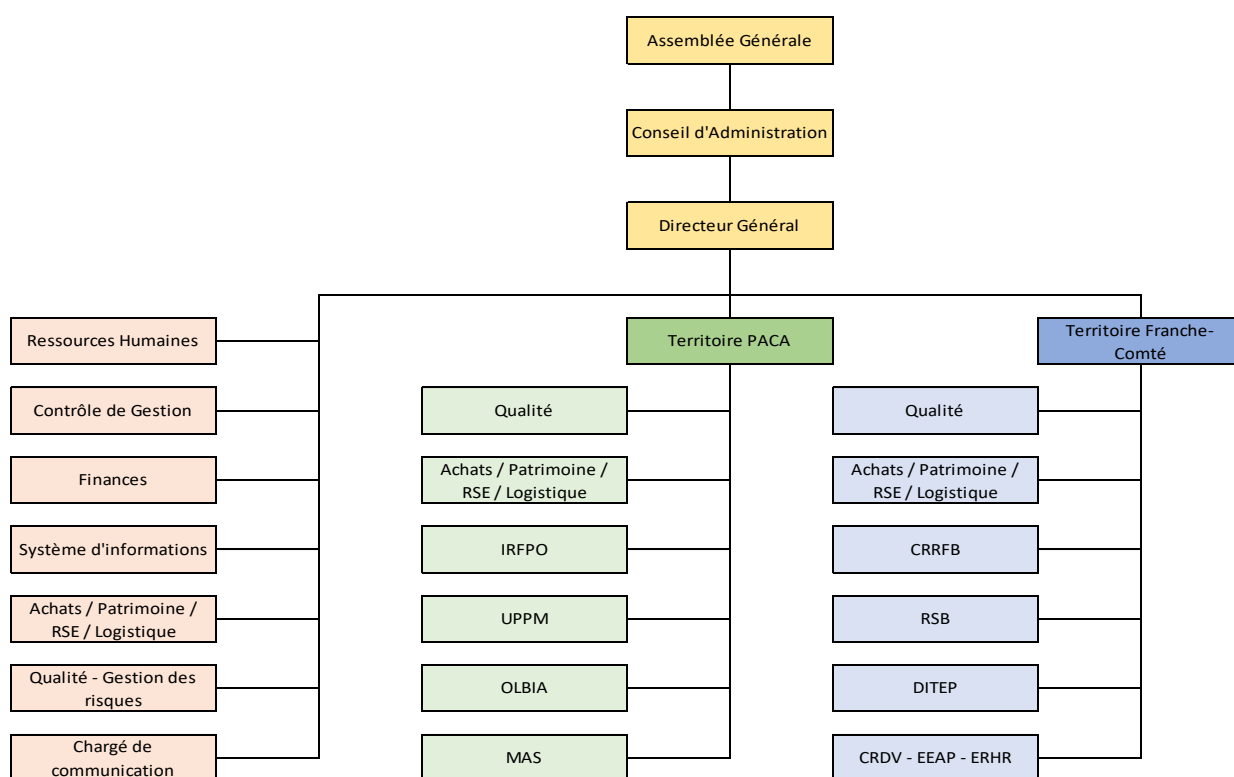 Assemblée Générale
Conseil d'Administration
Directeur Général
Ressources Humaines
Territoire PACA
Territoire Franche-
Comté
Contrôle de Gestion
Qualité
Qualité
Finances
Achats / Patrimoine /
RSE / Logistique
Achats / Patrimoine /
RSE / Logistique
Système d'informations
IRFPO
CRRFB
Achats / Patrimoine /
RSE / Logistique
UPPM
RSB
Qualité - Gestion des
risques
OLBIA
DITEP
Chargé de
communication
MAS
CRDV - EEAP - ERHR